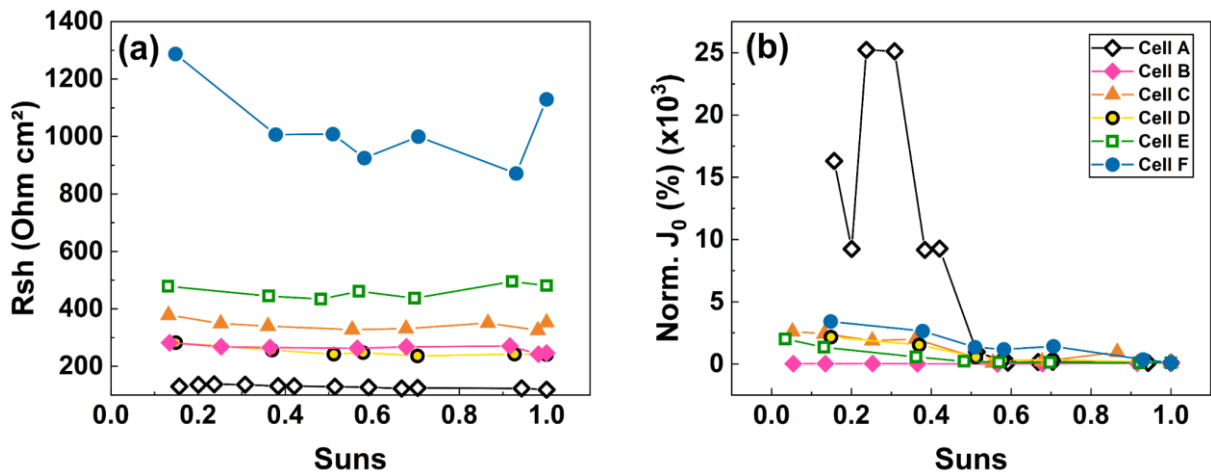 (a)
Rsh (Ohm cm²)
1400
1200
1000
800
600
400
200
0.0 0.2 0.4 0.6 0.8 1.0
Suns
(b)
Norm. J₀ (%) (x10³)
25
20
15
10
5
0
0.0 0.2 0.4 0.6 0.8 1.0
Suns
Cell A
Cell B
Cell C
Cell D
Cell E
Cell F